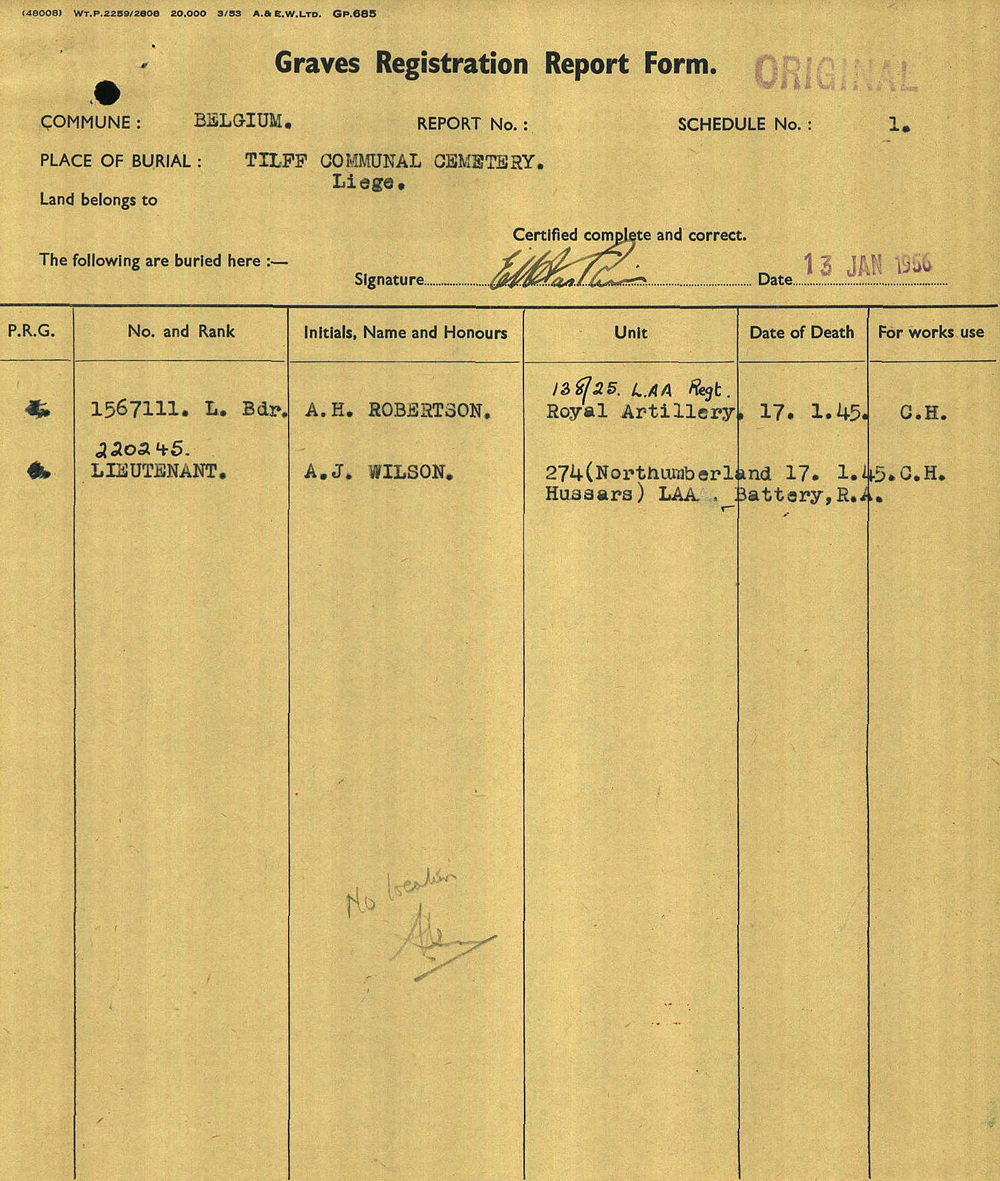 (48008) WT.P.2259/2808 20,000 3/53 A.& E.W.LTD. GP.685
Graves Registration Report Form.
ORIGINAL
COMMUNE : BELGIUM. REPORT No. : SCHEDULE No. : 1.
PLACE OF BURIAL : TILFF COMMUNAL CEMETERY.
Liege.
Land belongs to
Certified complete and correct.
The following are buried here :—
Signature Date 13 JAN 1956
P.R.G. No. and Rank Initials, Name and Honours Unit Date of Death For works use
138/25. LAA Regt.
1567111. L. Bdr. A.H. ROBERTSON. Royal Artillery. 17. 1.45. C.H.
220245.
LIEUTENANT. A.J. WILSON. 274(Northumberland 17. 1.45. C.H.
Hussars) LAA . Battery,R.A.
No location